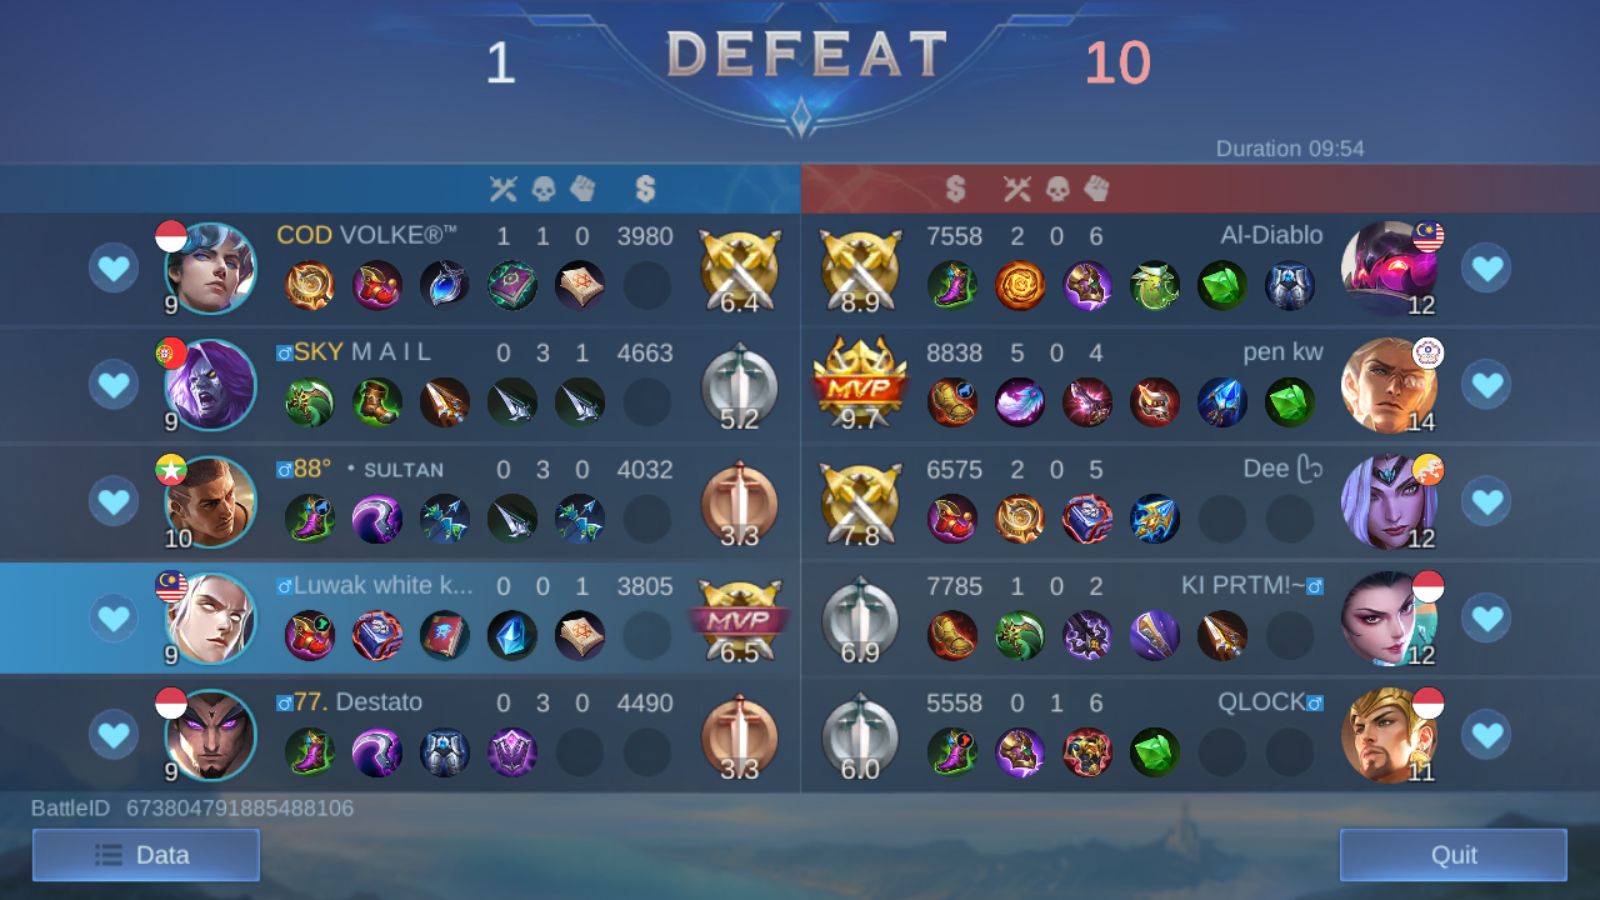 1 DEFEAT 10
Duration 09:54
COD VOLKE®™ 1 1 0 3980
9 6.4
7558 2 0 6 Al-Diablo
8.9 12
SKY M A I L 0 3 1 4663
9 5.2
8838 5 0 4 pen kw
MVP 9.7 14
88° • SULTAN 0 3 0 4032
10 3.3
6575 2 0 5 Dee
7.8 12
Luwak white k... 0 0 1 3805
9 MVP 6.5
7785 1 0 2 KI PRTM!~
6.9 12
77. Destato 0 3 0 4490
9 3.3
5558 0 1 6 QLOCK
6.0 11
BattleID 673804791885488106
Data
Quit